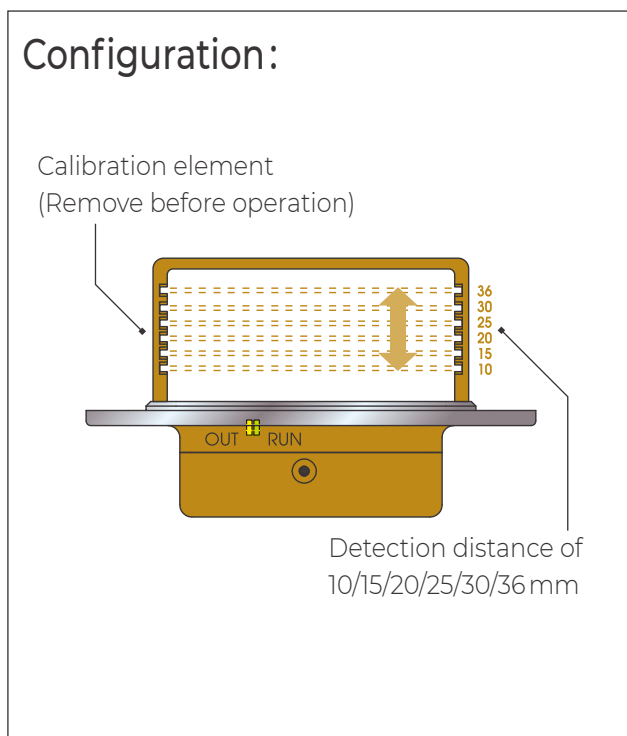 Configuration:
Calibration element
(Remove before operation)
36
30
25
20
15
10
OUT RUN
Detection distance of
10/15/20/25/30/36 mm